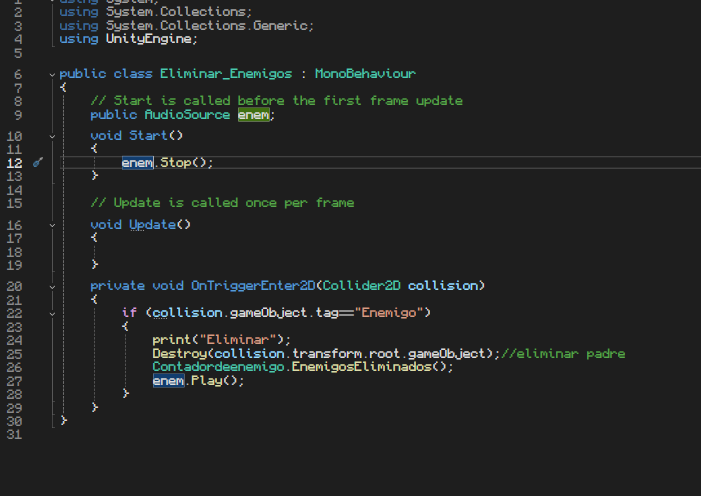 1 using System;
2 using System.Collections;
3 using System.Collections.Generic;
4 using UnityEngine;
5
6 public class Eliminar_Enemigos : MonoBehaviour
7 {
8 // Start is called before the first frame update
9 public AudioSource enem;
10 void Start()
11 {
12 enem.Stop();
13 }
14
15 // Update is called once per frame
16 void Update()
17 {
18
19 }
20 private void OnTriggerEnter2D(Collider2D collision)
21 {
22 if (collision.gameObject.tag=="Enemigo")
23 {
24 print("Eliminar");
25 Destroy(collision.transform.root.gameObject);//eliminar padre
26 Contadordeenemigo.EnemigosEliminados();
27 enem.Play();
28 }
29 }
30 }
31